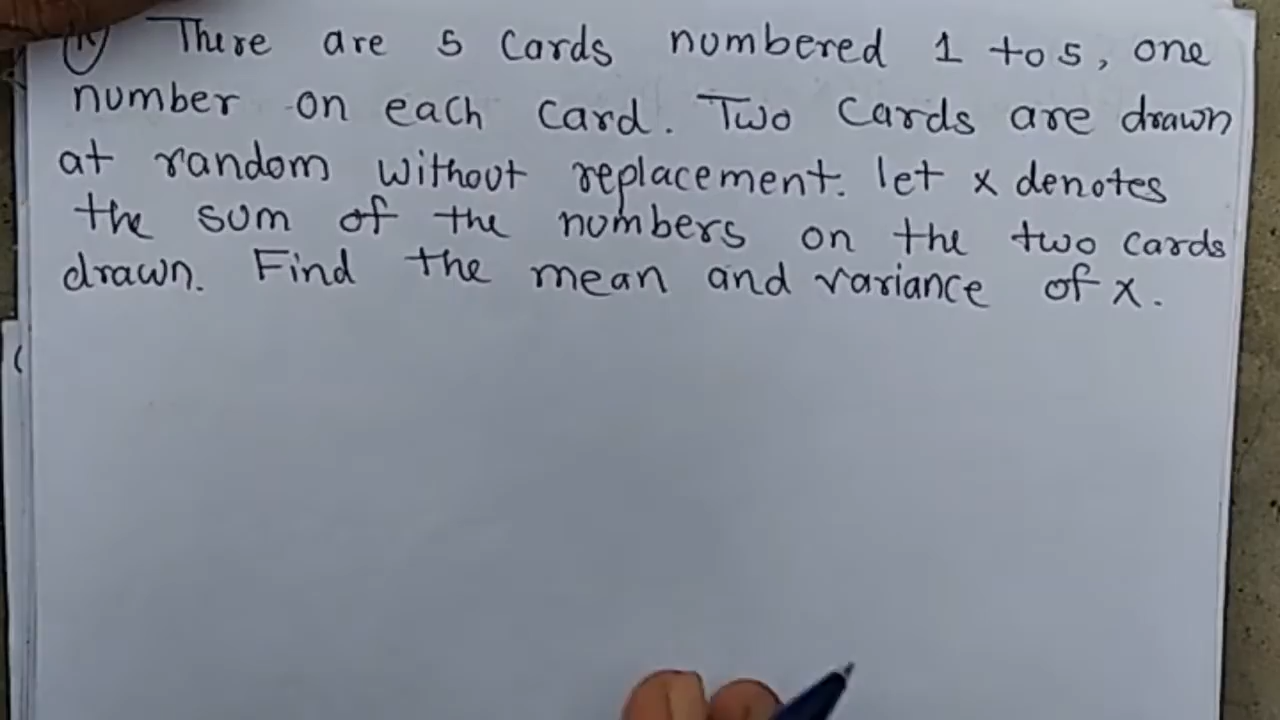 There are 5 Cards numbered 1 to 5, one
number on each Card. Two Cards are drawn
at random without replacement. let x denotes
the sum of the numbers on the two cards
drawn. Find the mean and variance of x.
(